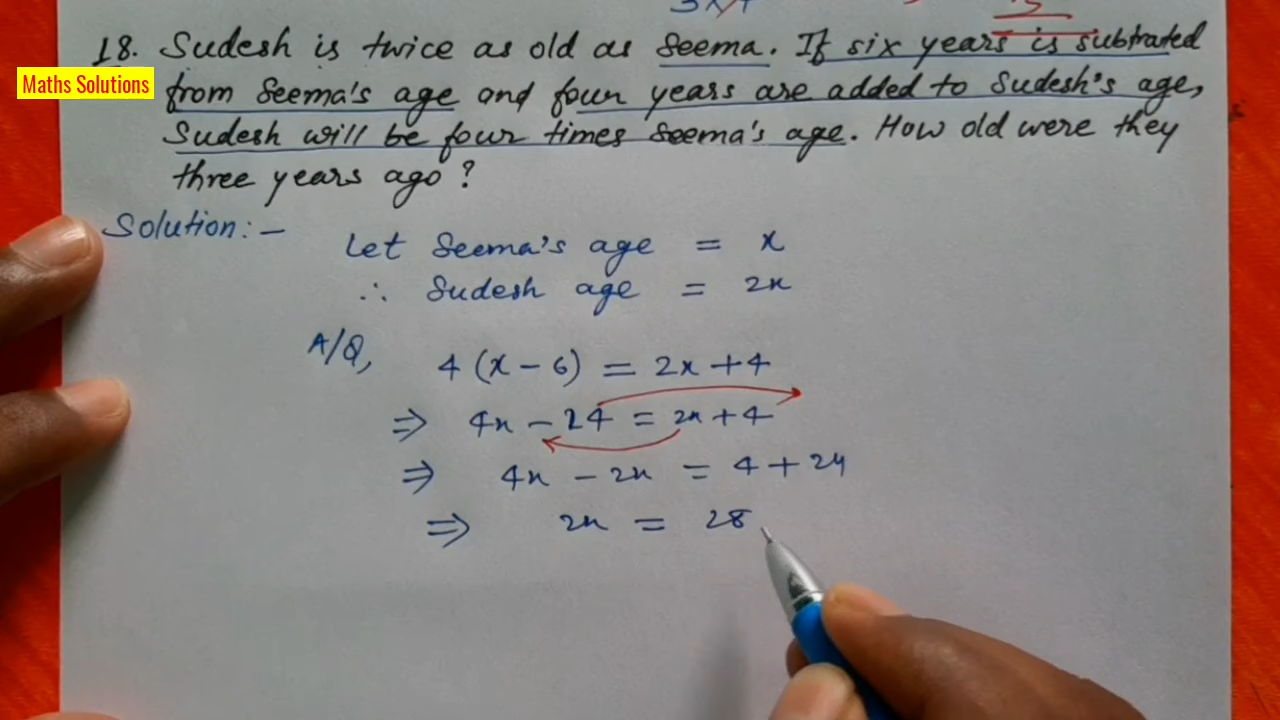 18. Sudesh is twice as old as Seema. If six years is subtrated
Maths Solutions
from Seema's age and four years are added to Sudesh's age,
Sudesh will be four times Seema's age. How old were they
three years ago?
Solution:-
Let Seema's age = x
∴ Sudesh age = 2x
A/Q, 4(x-6) = 2x+4
⇒ 4x - 24 = 2x+4
⇒ 4x - 2x = 4+24
⇒ 2x = 28